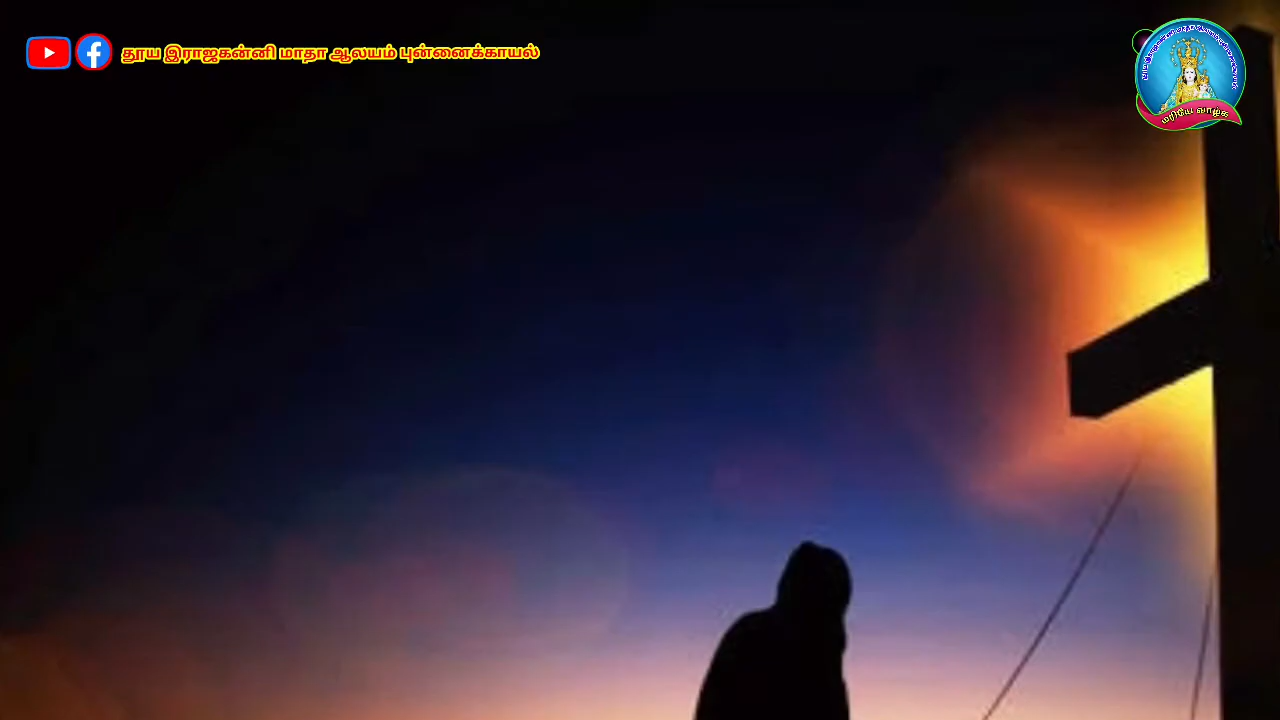 தூய இராஜகன்னி மாதா ஆலயம் புன்னைக்காயல்
மரியே வாழ்க